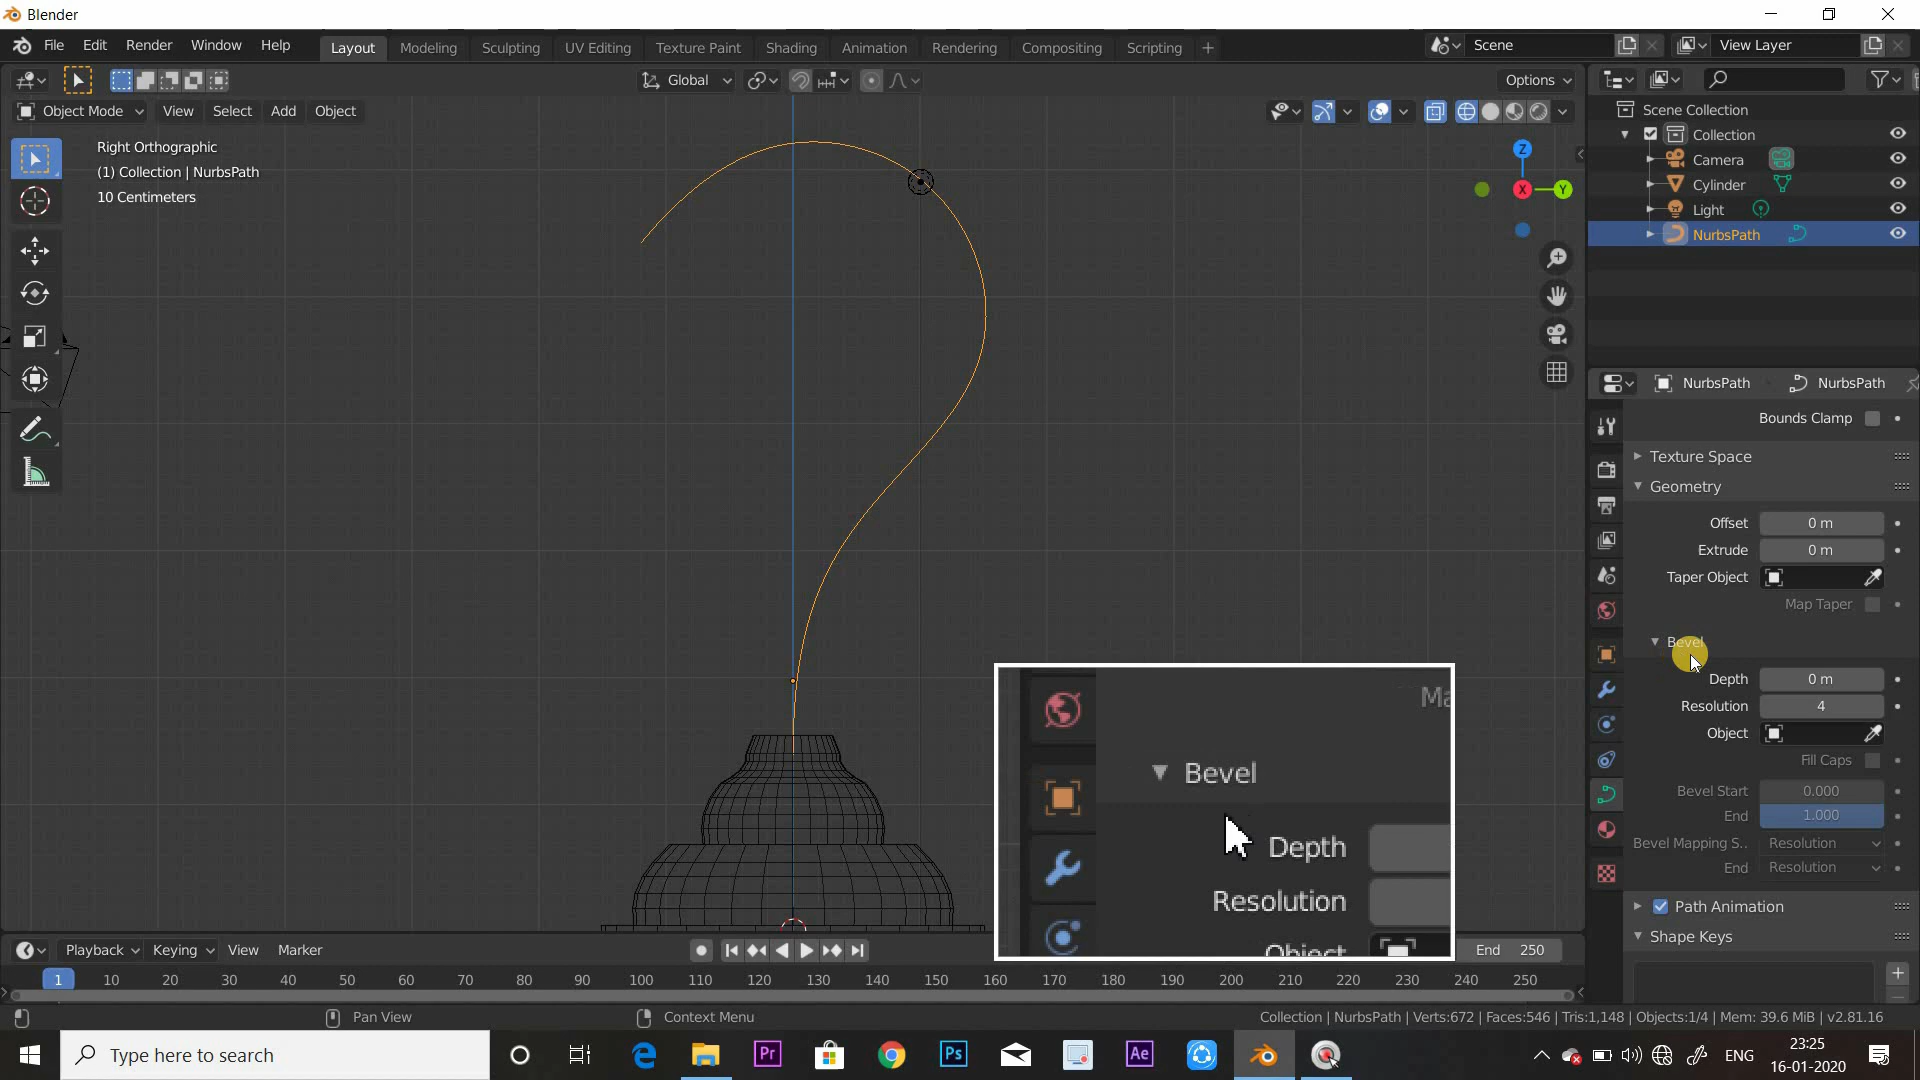 Blender
File Edit Render Window Help Layout Modeling Sculpting UV Editing Texture Paint Shading Animation Rendering Compositing Scripting + Scene View Layer
Global Options
Object Mode View Select Add Object
Right Orthographic
(1) Collection | NurbsPath
10 Centimeters
Z
X
Y
Scene Collection
Collection
Camera
Cylinder
Light
NurbsPath
NurbsPath NurbsPath
Bounds Clamp
Texture Space
Geometry
Offset 0 m
Extrude 0 m
Taper Object
Map Taper
Bevel
Depth 0 m
Resolution 4
Object
Fill Caps
Bevel Start 0.000
End 1.000
Bevel Mapping S.. Resolution
End Resolution
Path Animation
Shape Keys
Ma
Bevel
Depth
Resolution
Object
Playback Keying View Marker End 250
1 10 20 30 40 50 60 70 80 90 100 110 120 130 140 150 160 170 180 190 200 210 220 230 240 250
Pan View Context Menu Collection | NurbsPath | Verts:672 | Faces:546 | Tris:1,148 | Objects:1/4 | Mem: 39.6 MiB | v2.81.16
Type here to search Pr Ps Ae ENG 23:25
16-01-2020